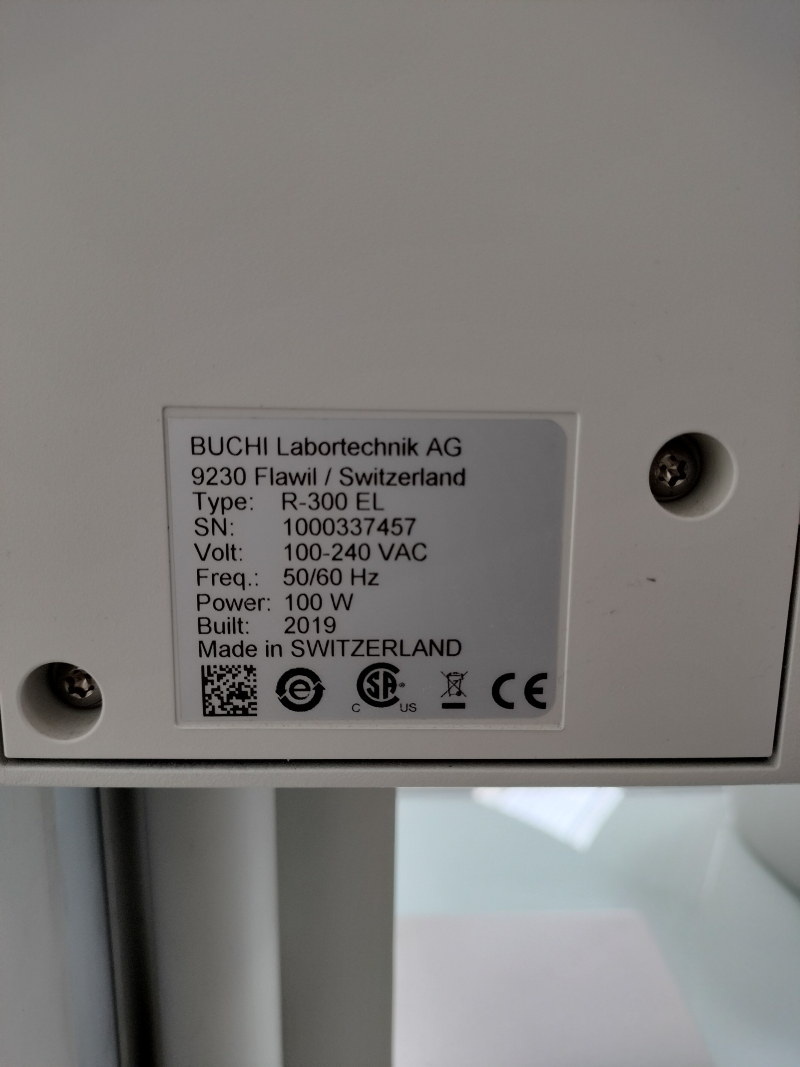 BUCHI Labortechnik AG
9230 Flawil / Switzerland
Type: R-300 EL
SN: 1000337457
Volt: 100-240 VAC
Freq.: 50/60 Hz
Power: 100 W
Built: 2019
Made in SWITZERLAND
e C SA US CE